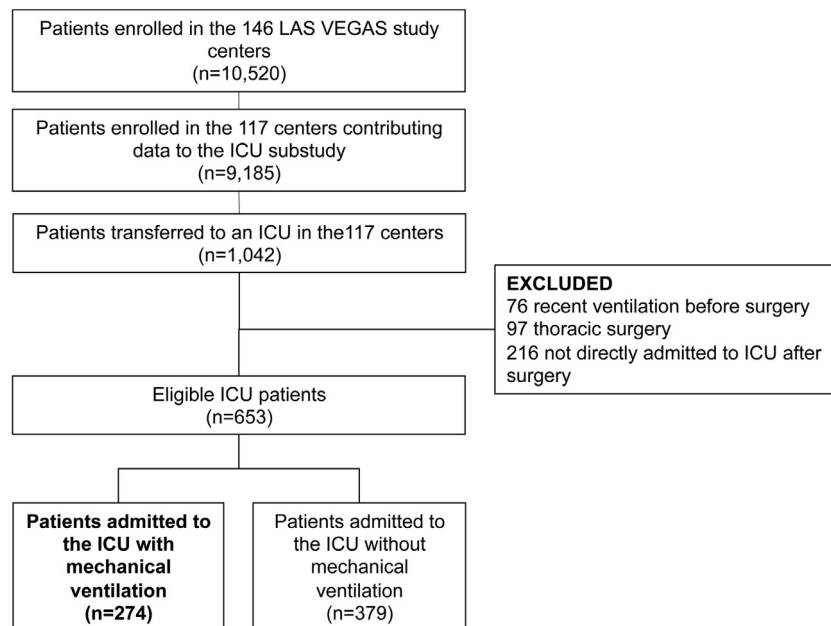 Patients enrolled in the 146 LAS VEGAS study
centers
(n=10,520)
Patients enrolled in the 117 centers contributing
data to the ICU substudy
(n=9,185)
Patients transferred to an ICU in the117 centers
(n=1,042)
EXCLUDED
76 recent ventilation before surgery
97 thoracic surgery
216 not directly admitted to ICU after
surgery
Eligible ICU patients
(n=653)
Patients admitted to
the ICU with
mechanical
ventilation
(n=274)
Patients admitted to
the ICU without
mechanical
ventilation
(n=379)